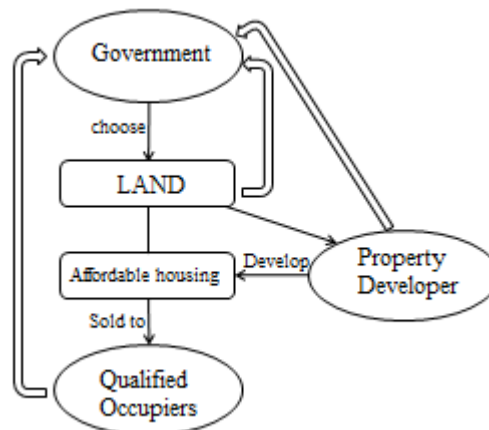 Government
choose
LAND
Affordable housing
Develop
Property
Developer
Sold to
Qualified
Occupiers